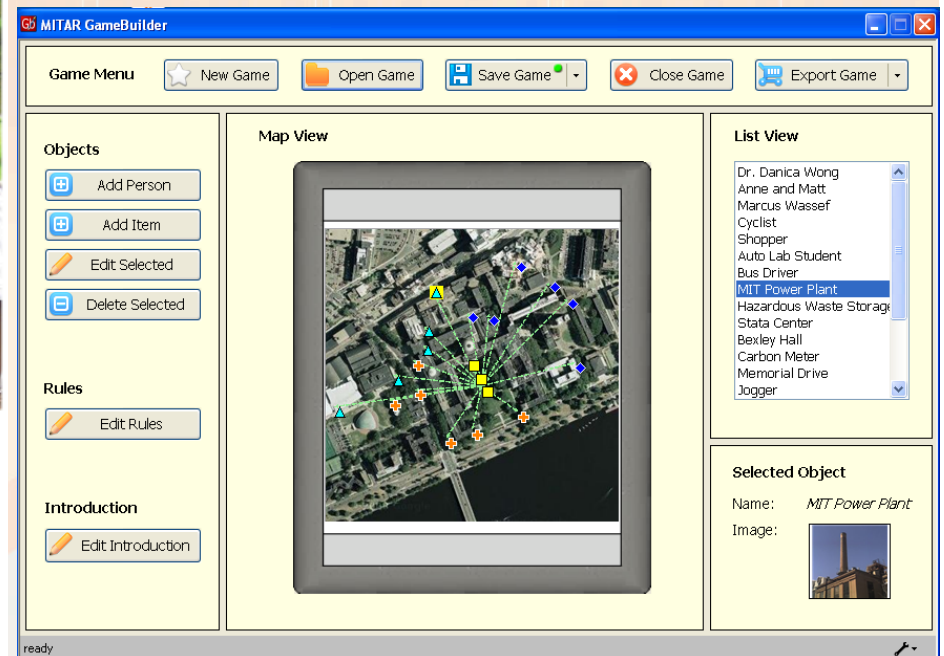 MITAR GameBuilder
Game Menu
New Game
Open Game
Save Game
Close Game
Export Game
Objects
Add Person
Add Item
Edit Selected
Delete Selected
Rules
Edit Rules
Introduction
Edit Introduction
Map View
List View
Dr. Danica Wong
Anne and Matt
Marcus Wassef
Cyclist
Shopper
Auto Lab Student
Bus Driver
MIT Power Plant
Hazardous Waste Storage
Stata Center
Bexley Hall
Carbon Meter
Memorial Drive
Jogger
Selected Object
Name: MIT Power Plant
Image:
ready